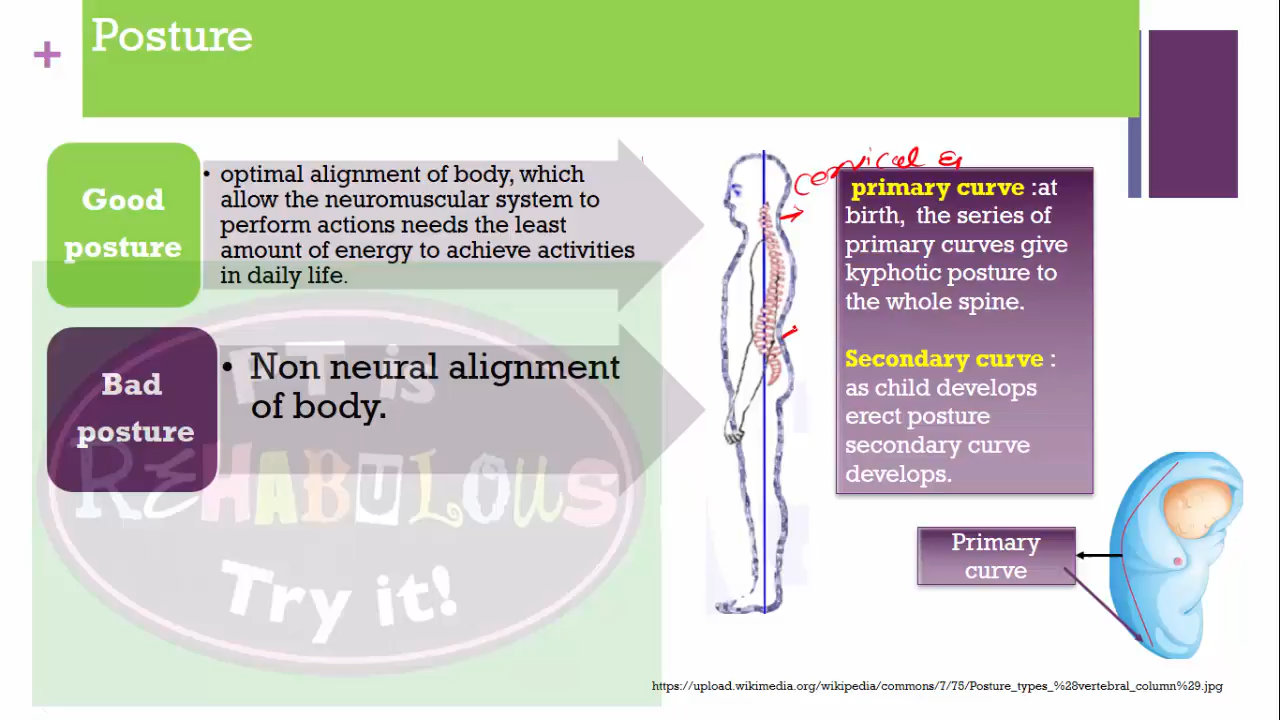 +
Posture
Good
posture
• optimal alignment of body, which
allow the neuromuscular system to
perform actions needs the least
amount of energy to achieve activities
in daily life.
Bad
posture
• Non neural alignment
of body.
PT is
REHABULOUS
Try it!
cervical &
primary curve :at
birth, the series of
primary curves give
kyphotic posture to
the whole spine.
Secondary curve :
as child develops
erect posture
secondary curve
develops.
Primary
curve
https://upload.wikimedia.org/wikipedia/commons/7/75/Posture_types_%28vertebral_column%29.jpg